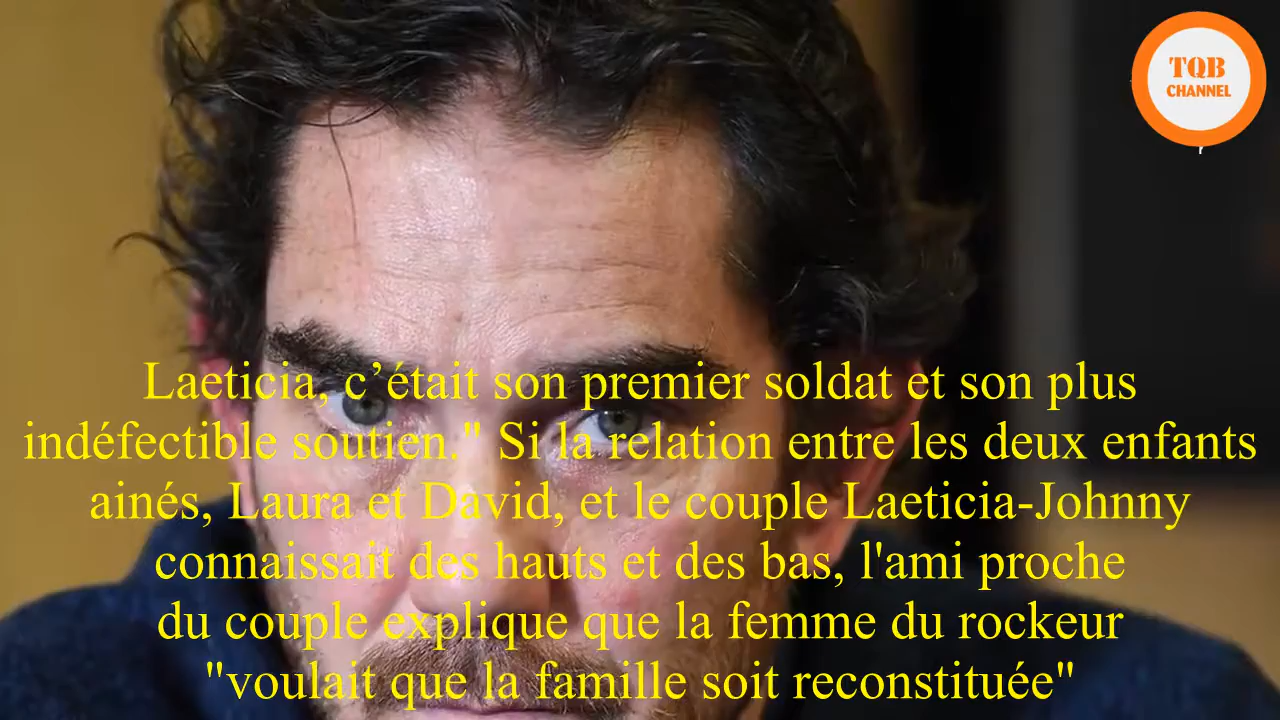 TQB
CHANNEL
Laeticia, c’était son premier soldat et son plus
indéfectible soutien." Si la relation entre les deux enfants
ainés, Laura et David, et le couple Laeticia-Johnny
connaissait des hauts et des bas, l'ami proche
du couple explique que la femme du rockeur
"voulait que la famille soit reconstituée"